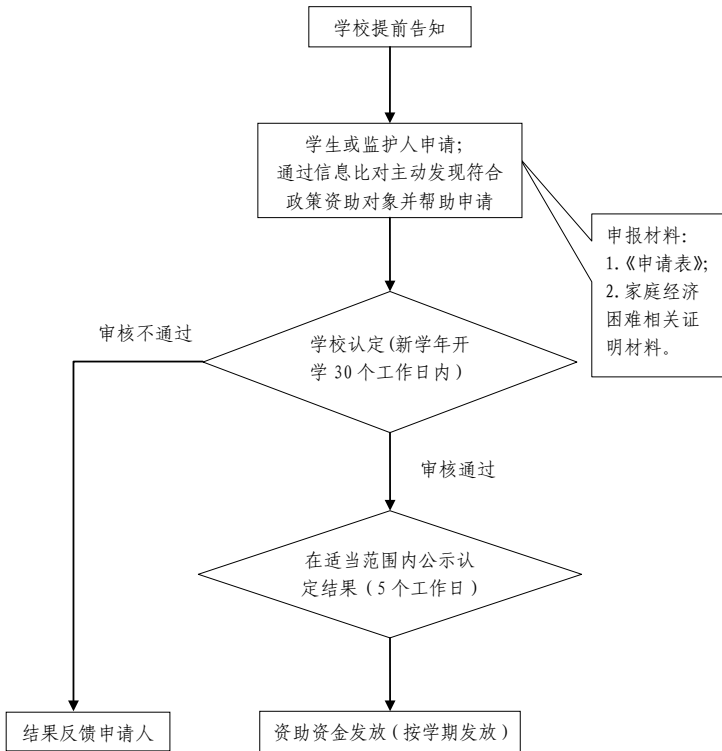 学校提前告知
学生或监护人申请;
通过信息比对主动发现符合
政策资助对象并帮助申请
申报材料:
1.《申请表》;
2. 家庭经济
困难相关证
明材料。
审核不通过
学校认定(新学年开
学 30 个工作日内)
审核通过
在适当范围内公示认
定结果（5 个工作日）
结果反馈申请人
资助资金发放(按学期发放)